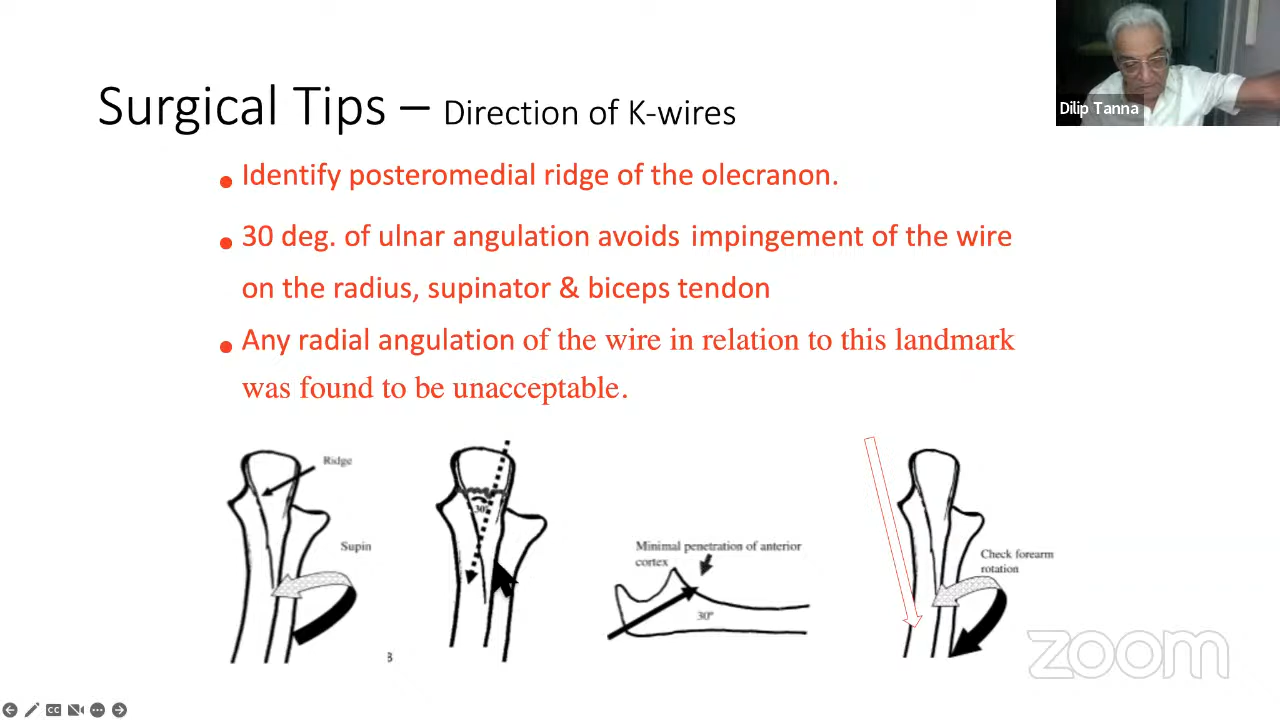 Dilip Tanna
Surgical Tips – Direction of K-wires
• Identify posteromedial ridge of the olecranon.
• 30 deg. of ulnar angulation avoids impingement of the wire
on the radius, supinator & biceps tendon
• Any radial angulation of the wire in relation to this landmark
was found to be unacceptable.
Ridge
Supin
30°
Minimal penetration of anterior
cortex
30°
Check forearm
rotation
B
zoom
CC